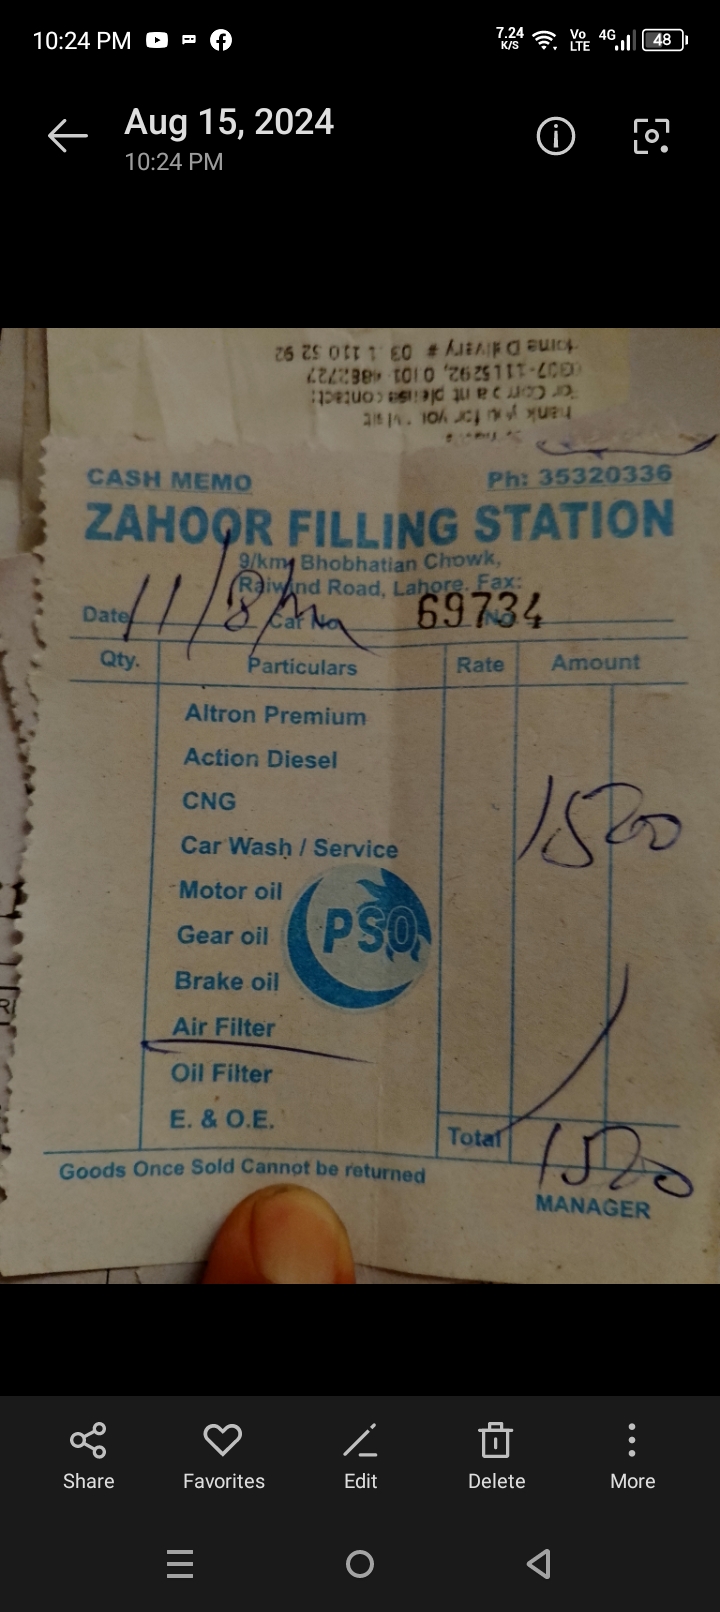 10:24 PM 7.24 K/S Vo LTE 4G 48
Aug 15, 2024
10:24 PM
03 # 
CASH MEMO Ph: 35320336
ZAHOOR FILLING STATION
9/km, Bhobhatian Chowk,
Raiwind Road, Lahore. Fax:
Date 11/8/ Car No. No. 69734
Qty. Particulars Rate Amount
Altron Premium
Action Diesel
CNG
Car Wash / Service
1500
Motor oil
PSO
Gear oil
Brake oil
Air Filter
Oil Filter
E. & O.E.
Total 1500
Goods Once Sold Cannot be returned
MANAGER
Share Favorites Edit Delete More